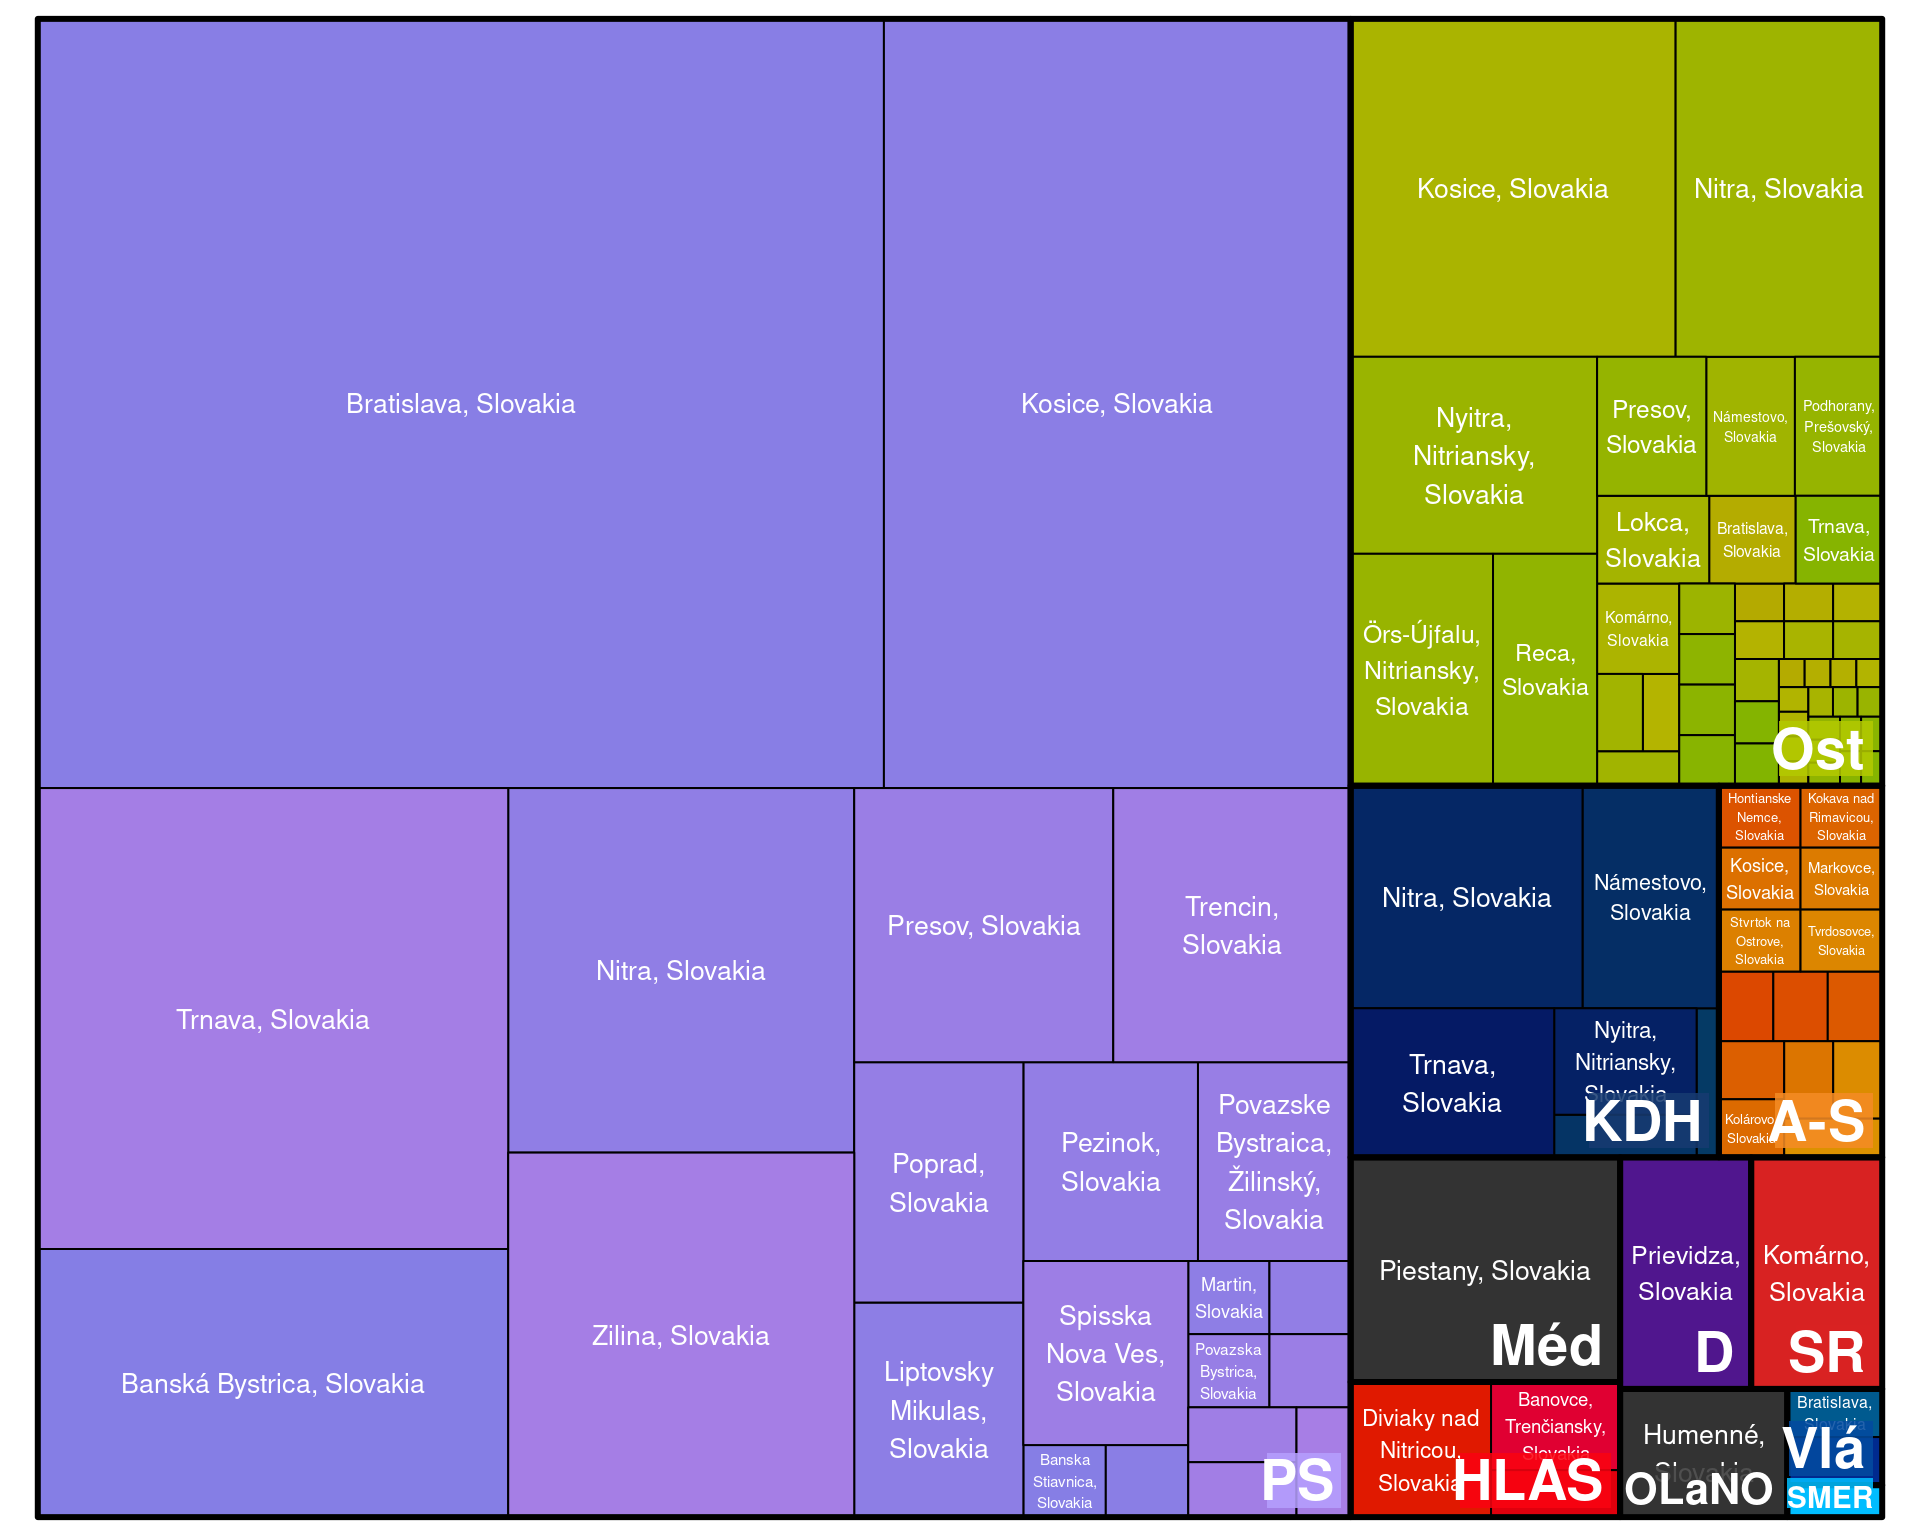 Bratislava, Slovakia
Kosice, Slovakia
Trnava, Slovakia
Banská Bystrica, Slovakia
Nitra, Slovakia
Zilina, Slovakia
Presov, Slovakia
Trencin,
Slovakia
Poprad,
Slovakia
Liptovsky
Mikulas,
Slovakia
Pezinok,
Slovakia
Povazske
Bystraica,
Žilinský,
Slovakia
Spisska
Nova Ves,
Slovakia
Banska
Stiavnica,
Slovakia
Martin,
Slovakia
Povazska
Bystrica,
Slovakia
PS
Kosice, Slovakia
Nitra, Slovakia
Nyitra,
Nitriansky,
Slovakia
Örs-Újfalu,
Nitriansky,
Slovakia
Reca,
Slovakia
Presov,
Slovakia
Námestovo,
Slovakia
Podhorany,
Prešovský,
Slovakia
Lokca,
Slovakia
Bratislava,
Slovakia
Trnava,
Slovakia
Komárno,
Slovakia
Ost
Nitra, Slovakia
Námestovo,
Slovakia
Trnava,
Slovakia
Nyitra,
Nitriansky,
Slovakia
KDH
Hontianske
Nemce,
Slovakia
Kokava nad
Rimavicou,
Slovakia
Kosice,
Slovakia
Markovce,
Slovakia
Stvrtok na
Ostrove,
Slovakia
Tvrdosovce,
Slovakia
Kolárovo,
Slovakia
A-S
Piestany, Slovakia
Méd
Prievidza,
Slovakia
D
Komárno,
Slovakia
SR
Diviaky nad
Nitricou,
Slovakia
Banovce,
Trenčiansky,
Slovakia
HLAS
Humenné,
Slovakia
OLaNO
Bratislava,
Slovakia
Vlá
SMER